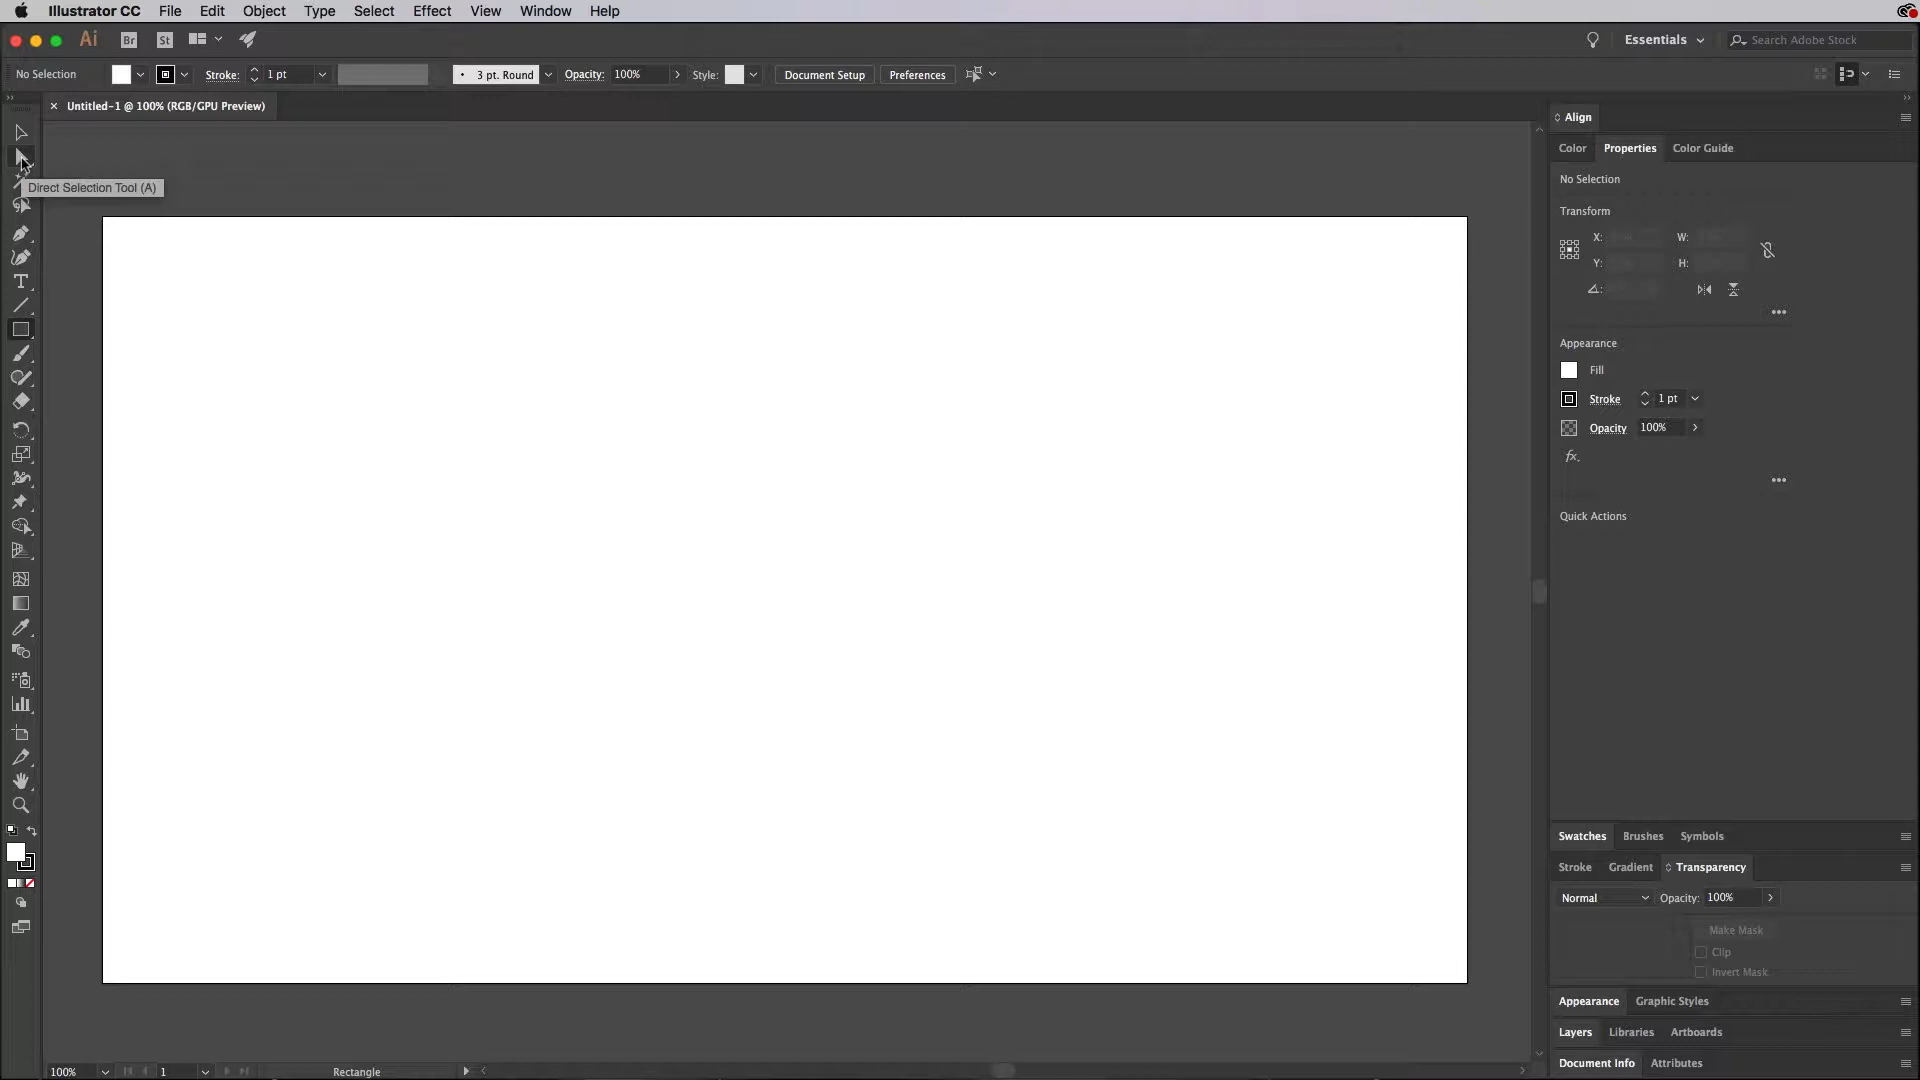 Illustrator CC File Edit Object Type Select Effect View Window Help
Ai Br St Essentials Search Adobe Stock
No Selection Stroke: 1 pt 3 pt. Round Opacity: 100% Style: Document Setup Preferences
Untitled-1 @ 100% (RGB/GPU Preview)
Align
Color Properties Color Guide
No Selection
Direct Selection Tool (A)
Transform
X: W:
Y: H:
Appearance
Fill
Stroke 1 pt
Opacity 100%
fx.
Quick Actions
Swatches Brushes Symbols
Stroke Gradient Transparency
Normal Opacity: 100%
Make Mask
Clip
Invert Mask
Appearance Graphic Styles
Layers Libraries Artboards
Document Info Attributes
100% 1 Rectangle